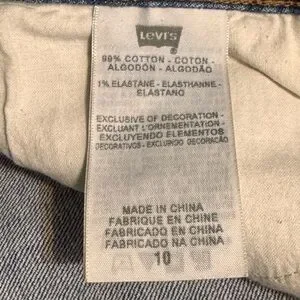 Levi's
99% COTTON - COTON -
ALGODÓN - ALGODÃO
1% ELASTANE - ELASTHANNE -
ELASTANO
EXCLUSIVE OF DECORATION -
EXCLUANT L'ORNEMENTATION -
EXCLUYENDO ELEMENTOS
DECORATIVOS - EXCLUINDO DECORAÇÃO
MADE IN CHINA
FABRIQUE EN CHINE
FABRICADO EN CHINA
FABRICADO NA CHINA
10